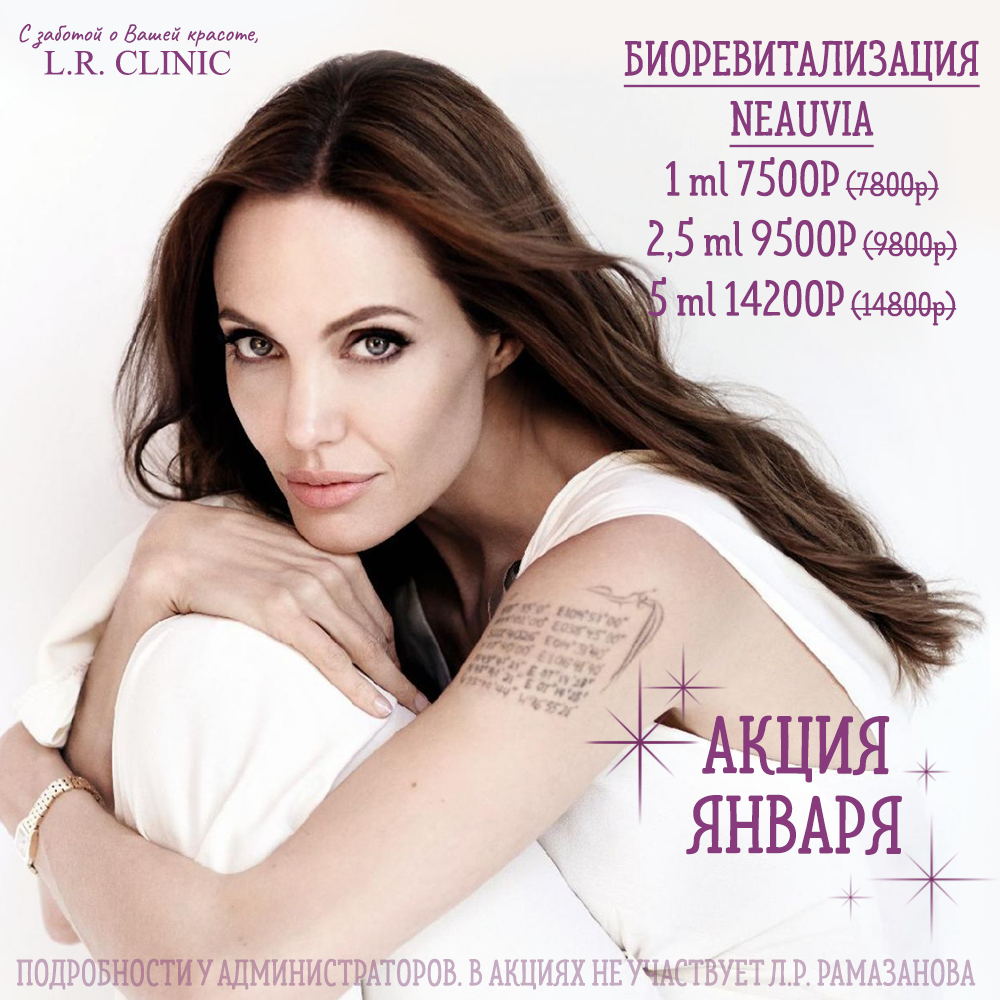 С заботой о Вашей красоте,
L.R. CLINIC
БИОРЕВИТАЛИЗАЦИЯ
NEAUVIA
1 ml 7500Р (7800р)
2,5 ml 9500Р (9800р)
5 ml 14200Р (14800р)
АКЦИЯ
ЯНВАРЯ
ПОДРОБНОСТИ У АДМИНИСТРАТОРОВ. В АКЦИЯХ НЕ УЧАСТВУЕТ Л.Р. РАМАЗАНОВА